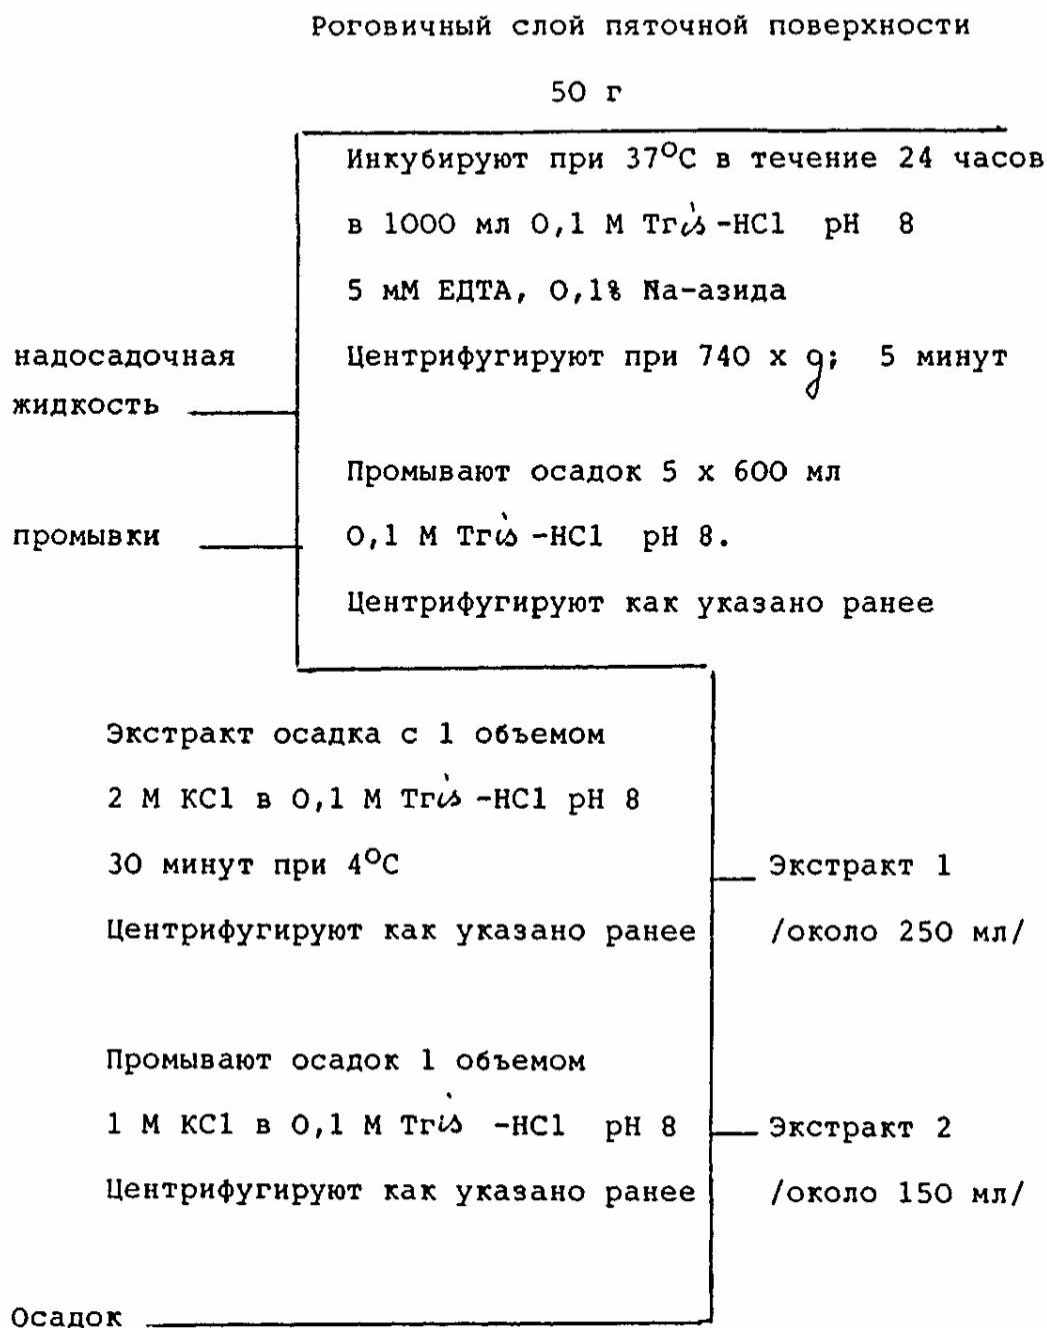 Роговичный слой пяточной поверхности
50 г
Инкубируют при 37°C в течение 24 часов
в 1000 мл 0,1 М Tris-HCl pH 8
5 мМ ЕДТА, 0,1% Na-азида
Центрифугируют при 740 x g; 5 минут
надосадочная
жидкость
Промывают осадок 5 x 600 мл
0,1 М Tris-HCl pH 8.
промывки
Центрифугируют как указано ранее
Экстракт осадка с 1 объемом
2 М KCl в 0,1 М Tris-HCl pH 8
30 минут при 4°C
Центрифугируют как указано ранее
Экстракт 1
/около 250 мл/
Промывают осадок 1 объемом
1 М KCl в 0,1 М Tris -HCl pH 8
Центрифугируют как указано ранее
Экстракт 2
/около 150 мл/
Осадок